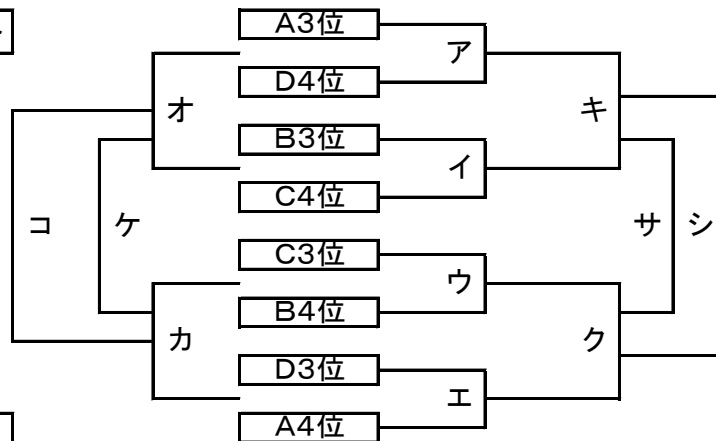 A3位
ア
D4位
オ
キ
B3位
イ
C4位
コ
ケ
サ
シ
C3位
ウ
B4位
カ
ク
D3位
エ
A4位